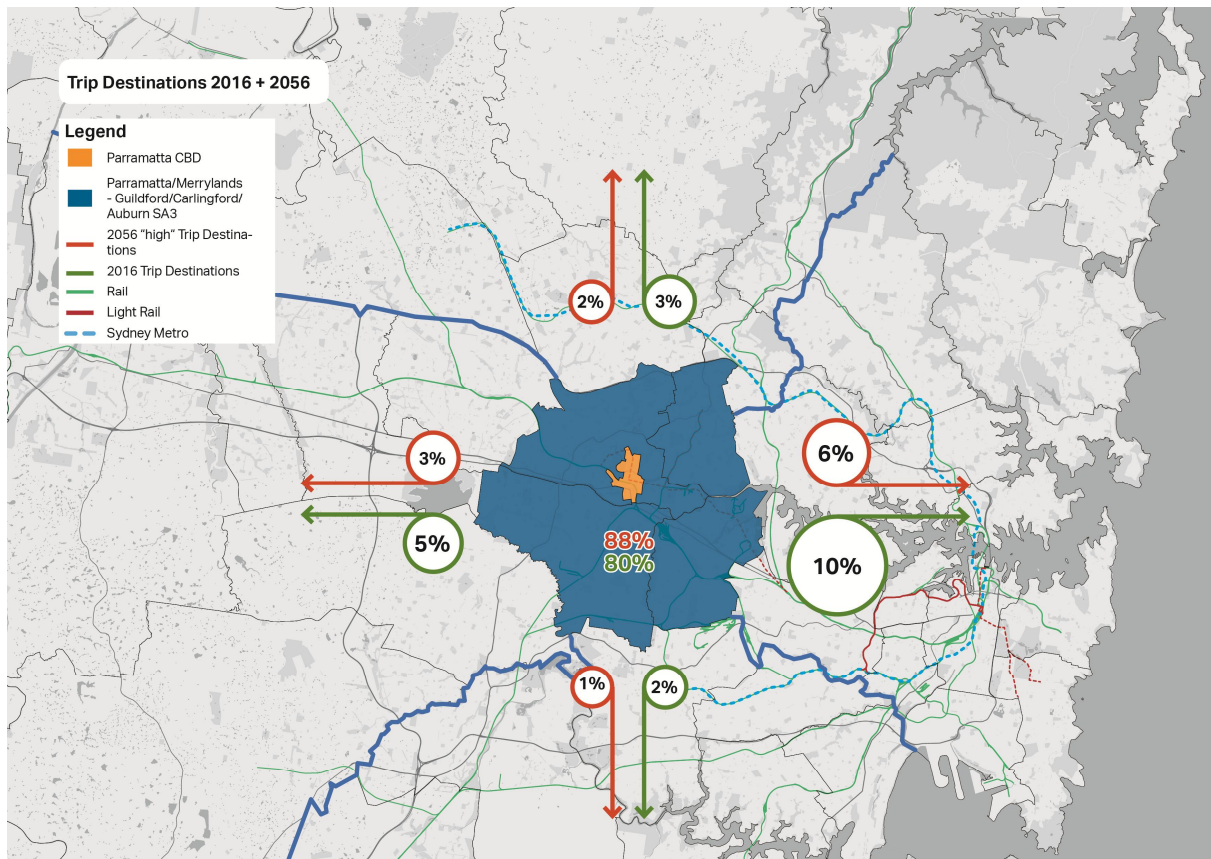 Trip Destinations 2016 + 2056
Legend
Parramatta CBD
Parramatta/Merrylands
- Guildford/Carlingford/
Auburn SA3
2056 "high" Trip Destina-
tions
2016 Trip Destinations
Rail
Light Rail
Sydney Metro
2%
3%
3%
6%
5%
88%
80%
10%
1%
2%